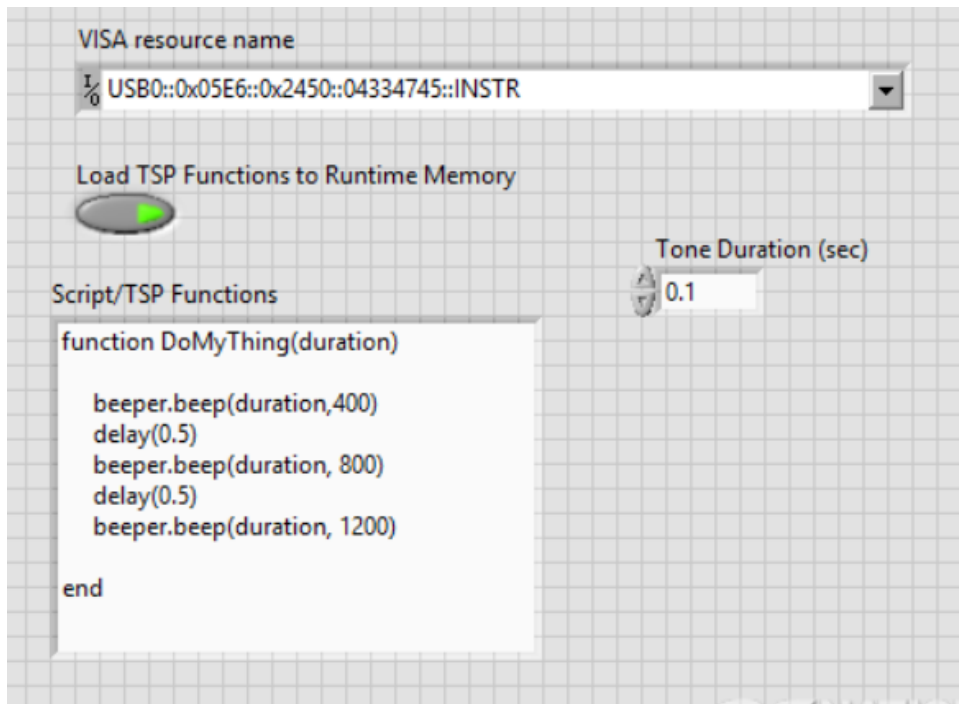 VISA resource name
I/O USB0::0x05E6::0x2450::04334745::INSTR
Load TSP Functions to Runtime Memory
Tone Duration (sec)
0.1
Script/TSP Functions
function DoMyThing(duration)
beeper.beep(duration,400)
delay(0.5)
beeper.beep(duration, 800)
delay(0.5)
beeper.beep(duration, 1200)
end